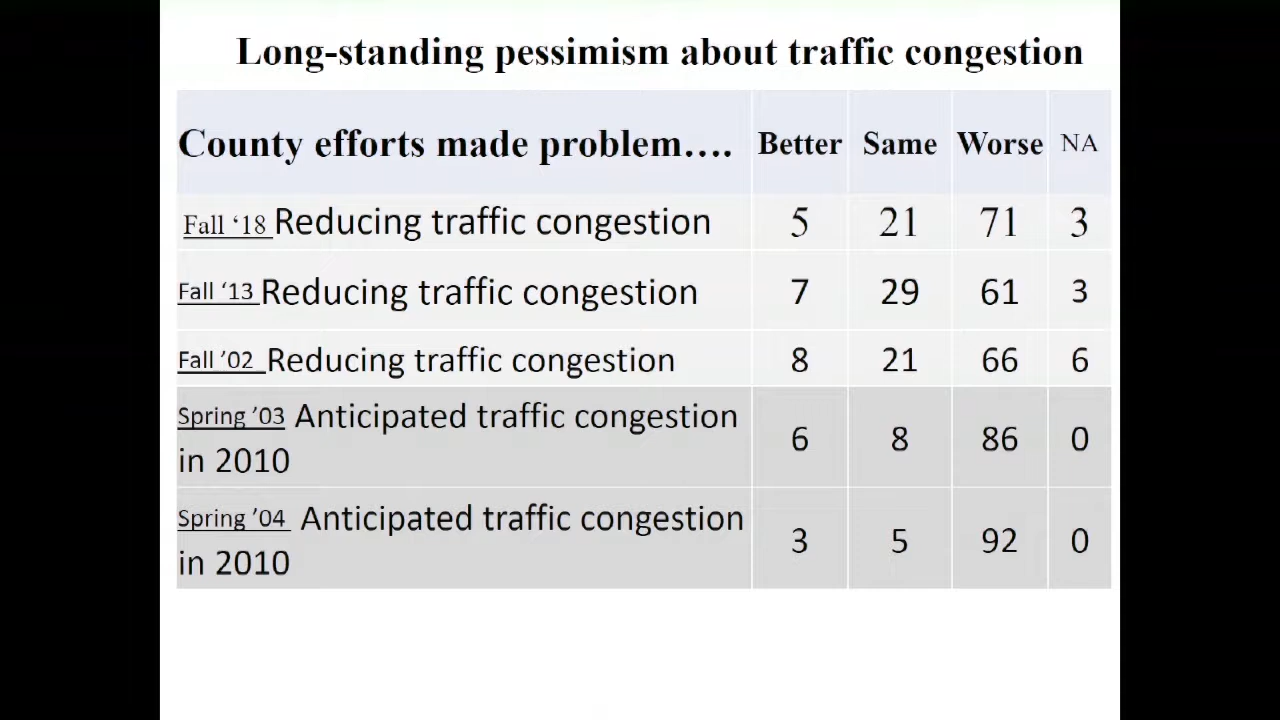 Long-standing pessimism about traffic congestion
County efforts made problem…. Better Same Worse NA
Fall ‘18 Reducing traffic congestion 5 21 71 3
Fall ‘13 Reducing traffic congestion 7 29 61 3
Fall ’02 Reducing traffic congestion 8 21 66 6
Spring ’03 Anticipated traffic congestion
in 2010 6 8 86 0
Spring ’04 Anticipated traffic congestion
in 2010 3 5 92 0